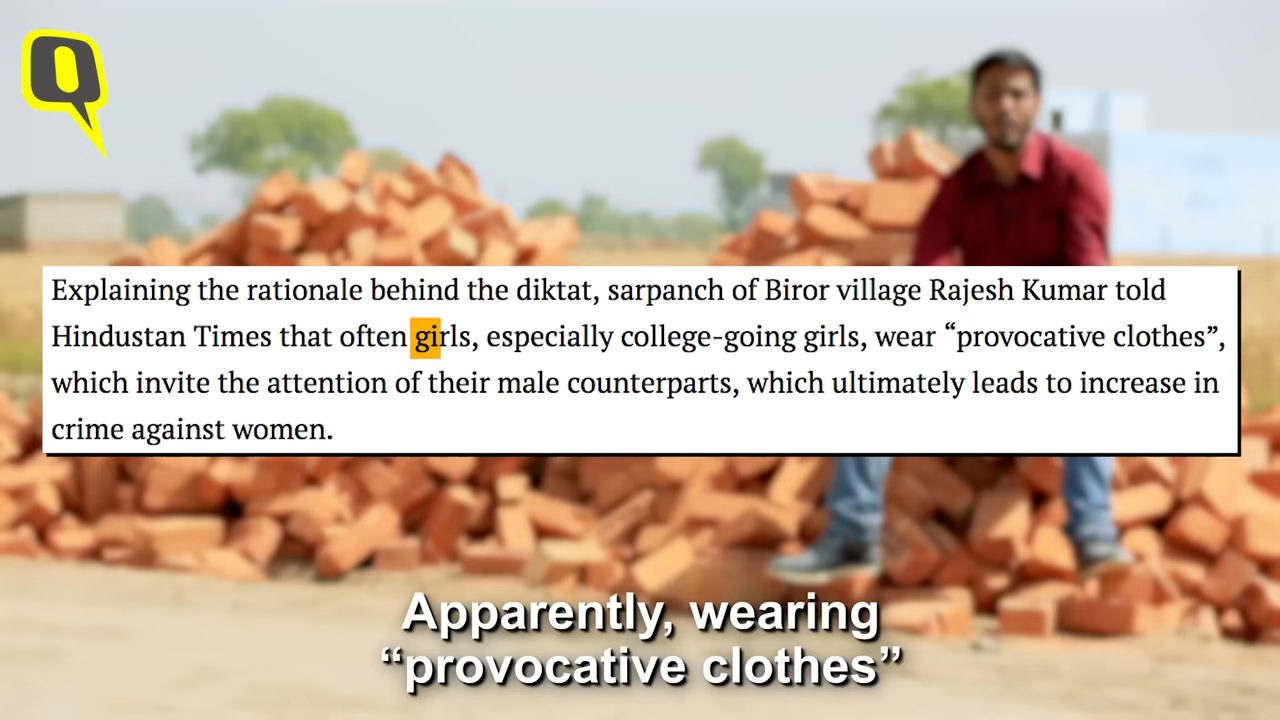 Q
Explaining the rationale behind the diktat, sarpanch of Biror village Rajesh Kumar told
Hindustan Times that often girls, especially college-going girls, wear “provocative clothes”,
which invite the attention of their male counterparts, which ultimately leads to increase in
crime against women.
Apparently, wearing
“provocative clothes”